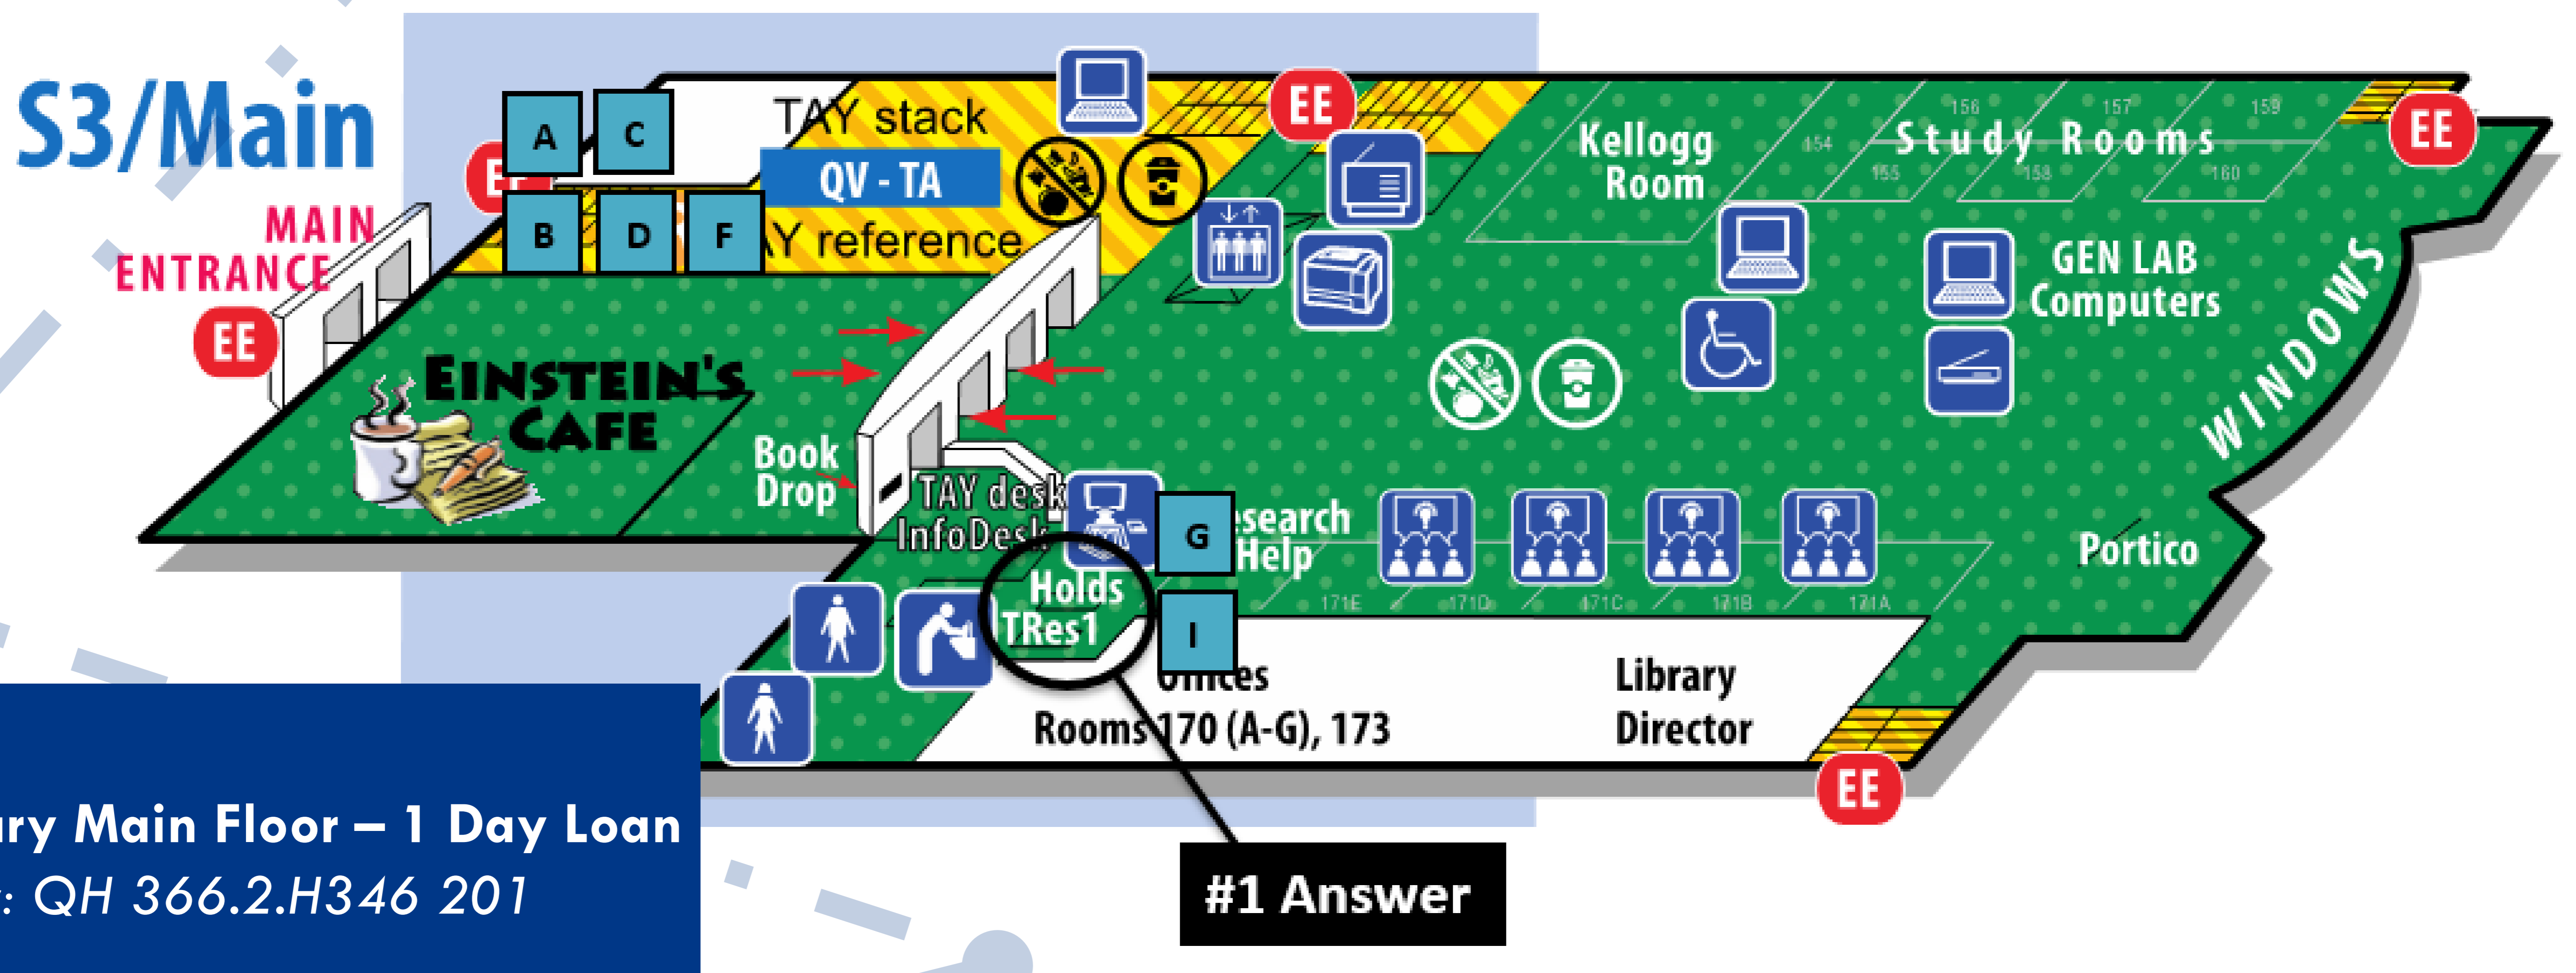 S3/Main
MAIN
ENTRANCE
EE
A
C
B
D
F
TAY stack
QV - TA
AY reference
EE
EE
Kellogg
Room
Study Rooms
154
155
156
157
158
159
160
GEN LAB
Computers
WINDOWS
EINSTEIN'S
CAFE
Book
Drop
TAY desk
InfoDesk
G
esearch
Help
Holds
TRes1
I
171E
171D
171C
171B
171A
Portico
Offices
Rooms 170 (A-G), 173
Library
Director
EE
#1 Answer
ry Main Floor – 1 Day Loan
: QH 366.2.H346 201